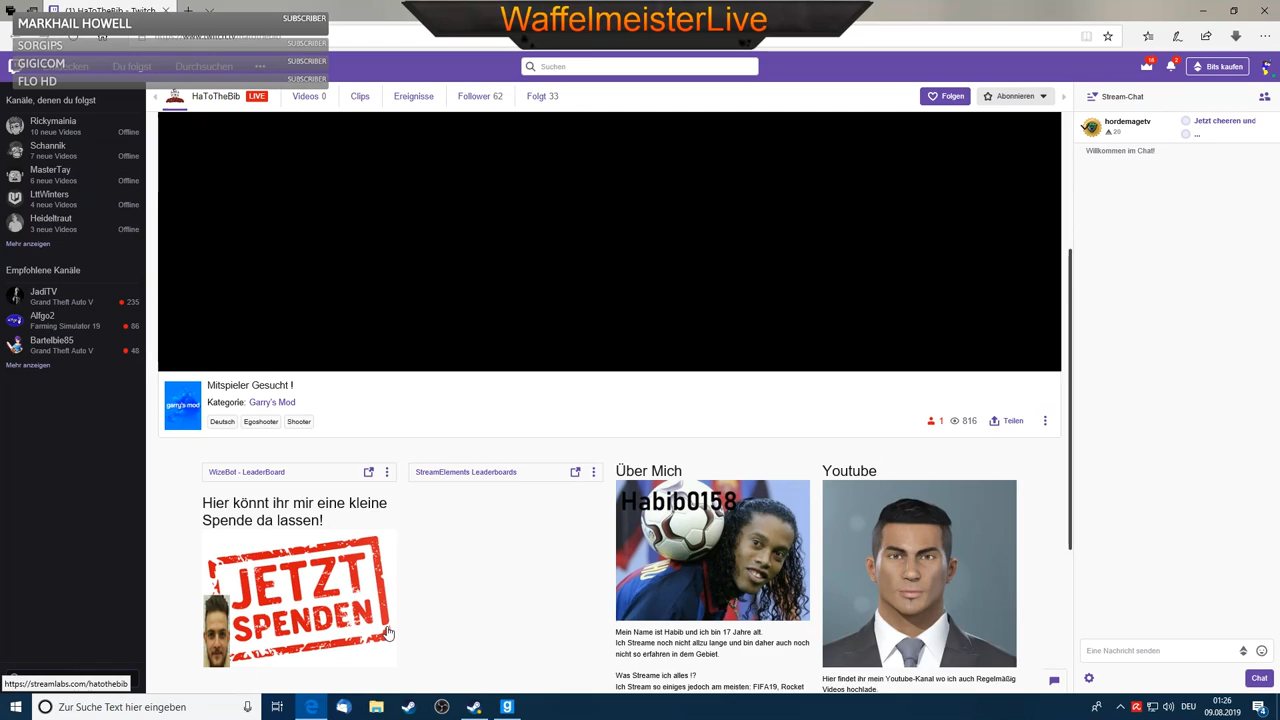 WaffelmeisterLive
MARKHAIL HOWELL SUBSCRIBER
SORGIPS SUBSCRIBER
GIGICOM SUBSCRIBER
FLO HD SUBSCRIBER
Du folgst Durchsuchen
Suchen
18
2
Bits kaufen
Kanäle, denen du folgst
Rickymainia
10 neue Videos Offline
Schannik
7 neue Videos Offline
MasterTay
6 neue Videos Offline
LttWinters
4 neue Videos Offline
Heideltraut
3 neue Videos Offline
Mehr anzeigen
Empfohlene Kanäle
JadiTV
Grand Theft Auto V 235
Alfgo2
Farming Simulator 19 86
Bartelbie85
Grand Theft Auto V 48
Mehr anzeigen
HaToTheBib LIVE Videos 0 Clips Ereignisse Follower 62 Folgt 33 Folgen Abonnieren
Stream-Chat
hordemagetv Jetzt cheeren und
20 ...
Willkommen im Chat!
Mitspieler Gesucht !
garry's mod
Kategorie: Garry's Mod
Deutsch Egoshooter Shooter
1 816 Teilen
WizeBot - LeaderBoard
StreamElements Leaderboards
Hier könnt ihr mir eine kleine
Spende da lassen!
JETZT
SPENDEN
Über Mich
Habib0158
Mein Name ist Habib und ich bin 17 Jahre alt.
Ich Streame noch nicht allzu lange und bin daher auch noch
nicht so erfahren in dem Gebiet.
Was Streame ich alles !?
Ich Stream so einiges jedoch am meisten: FIFA19, Rocket
Youtube
Hier findet ihr mein Youtube-Kanal wo ich auch Regelmäßig
Videos hochlade.
Eine Nachricht senden
Chat
https://streamlabs.com/hatothebib
Zur Suche Text hier eingeben
DEU
01:26
09.08.2019
4